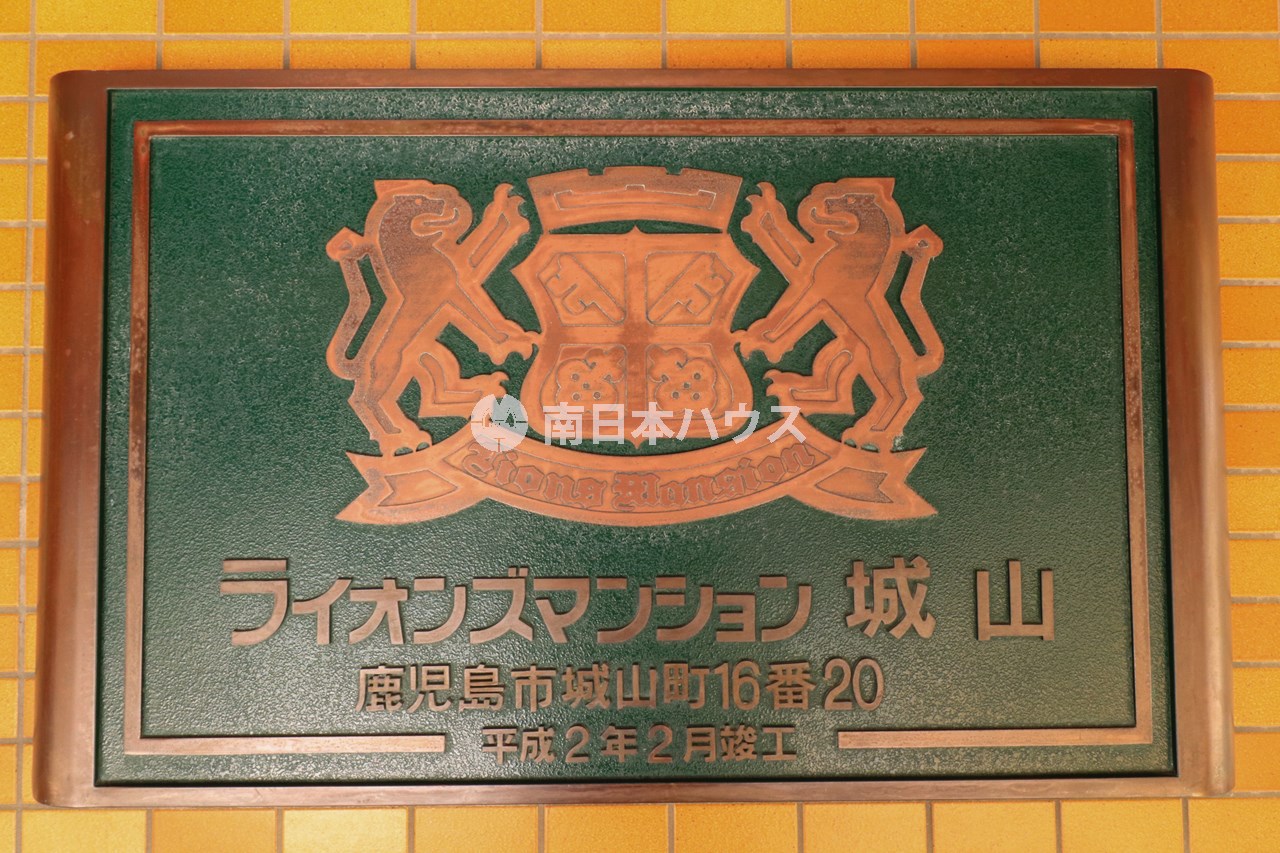 南日本ハウス
Lions Mansion
ライオンズマンション 城山
鹿児島市城山町16番20
平成2年2月竣工